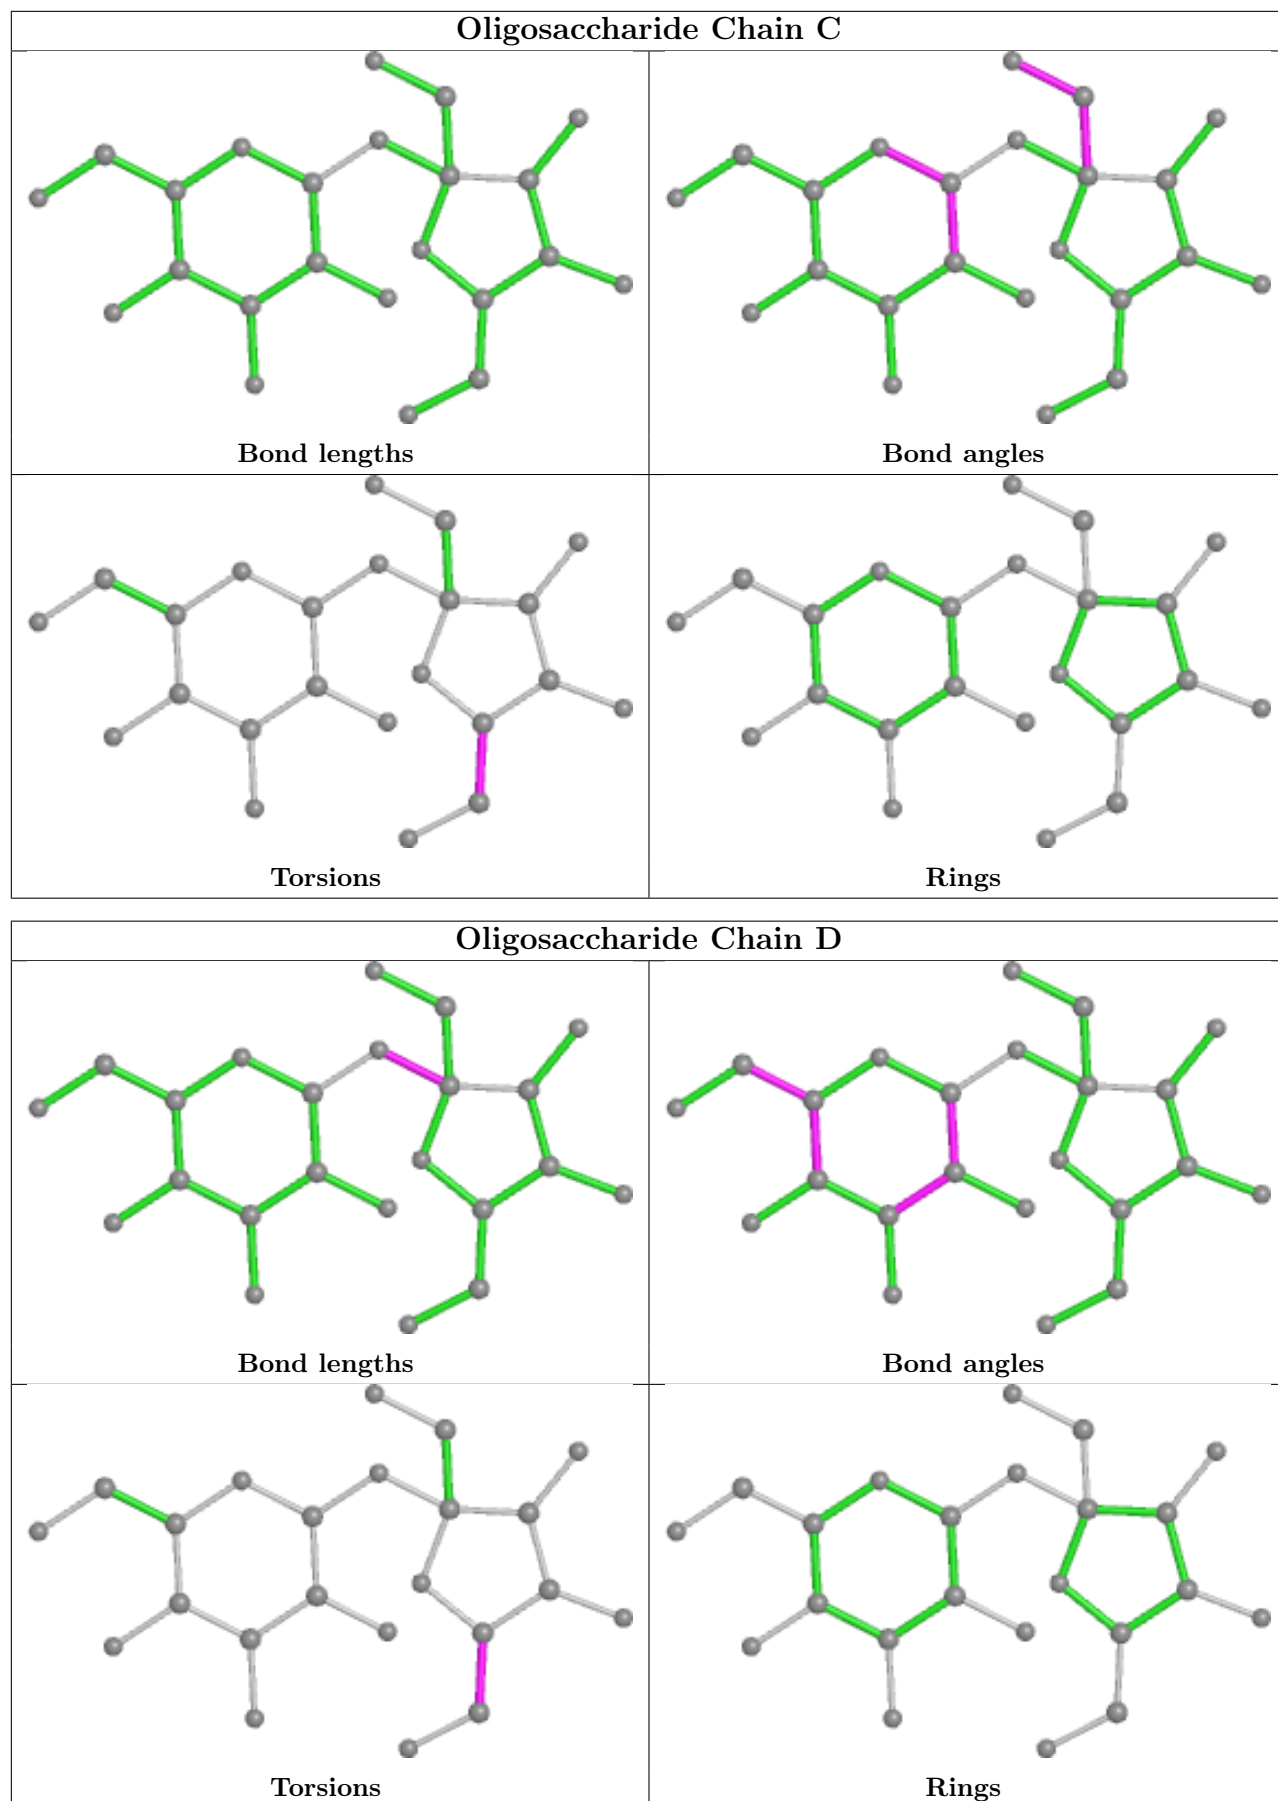 Oligosaccharide Chain C
Bond lengths
Bond angles
Torsions
Rings
Oligosaccharide Chain D
Bond lengths
Bond angles
Torsions
Rings